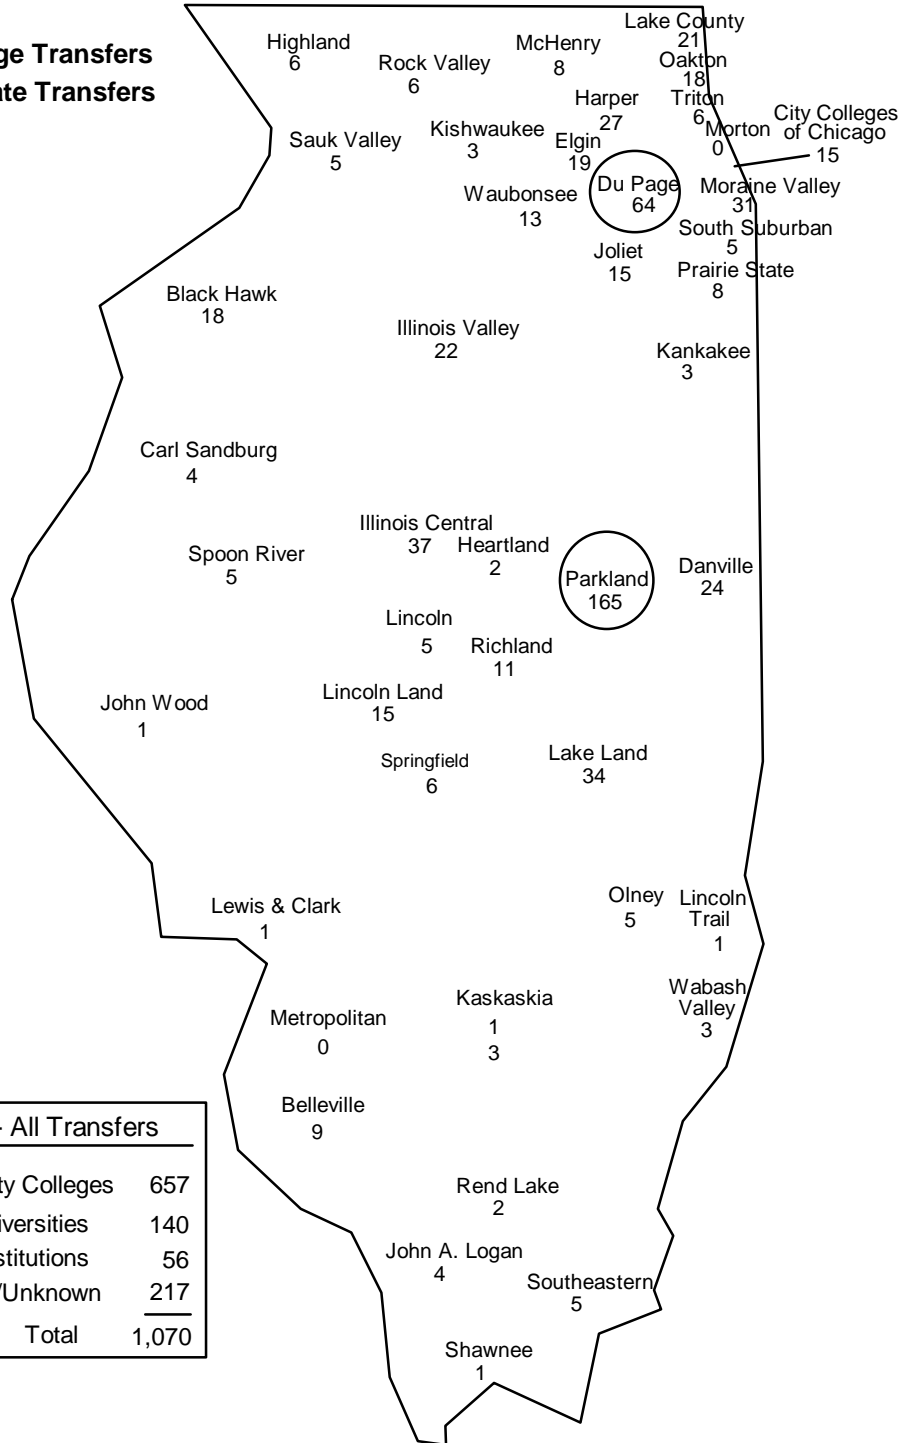 ge Transfers
ate Transfers
Lake County
21
Highland
6
McHenry
8
Rock Valley
6
Oakton
18
Harper
27
Triton
6
City Colleges
of Chicago
15
Morton
0
Sauk Valley
5
Kishwaukee
3
Elgin
19
Du Page
64
Waubonsee
13
Moraine Valley
31
South Suburban
5
Joliet
15
Prairie State
8
Black Hawk
18
Illinois Valley
22
Kankakee
3
Carl Sandburg
4
Illinois Central
37
Heartland
2
Spoon River
5
Parkland
165
Danville
24
Lincoln
5
Richland
11
John Wood
1
Lincoln Land
15
Springfield
6
Lake Land
34
Lewis & Clark
1
Olney
5
Lincoln
Trail
1
Wabash
Valley
3
Kaskaskia
1
3
Metropolitan
0
Belleville
9
- All Transfers
ty Colleges 657
iversities 140
stitutions 56
/Unknown 217
Total 1,070
Rend Lake
2
John A. Logan
4
Southeastern
5
Shawnee
1